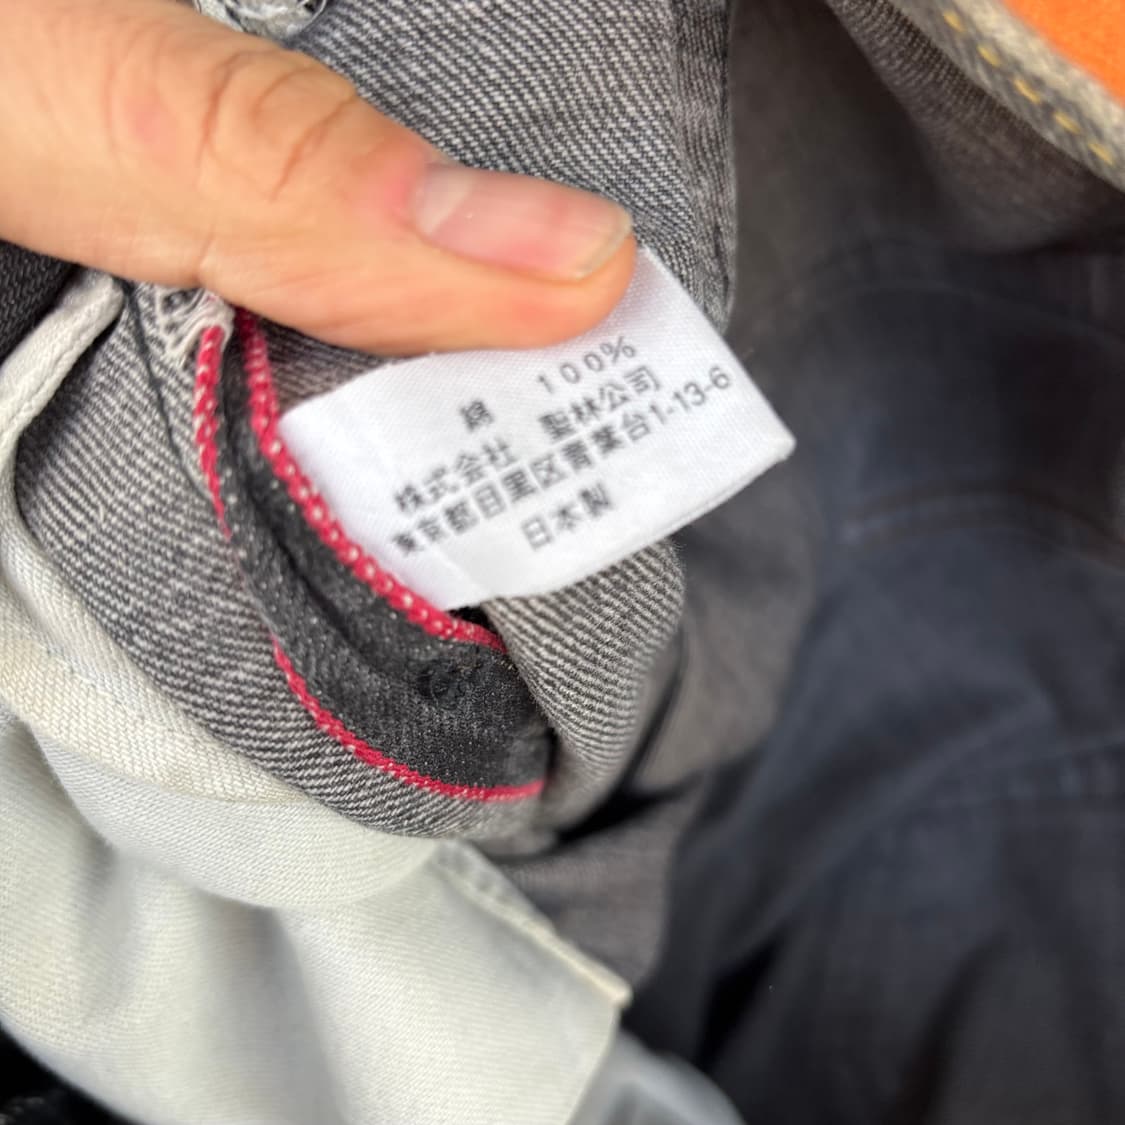 綿 100%
株式会社 聖林公司
東京都目黒区青葉台1-13-6
日本製